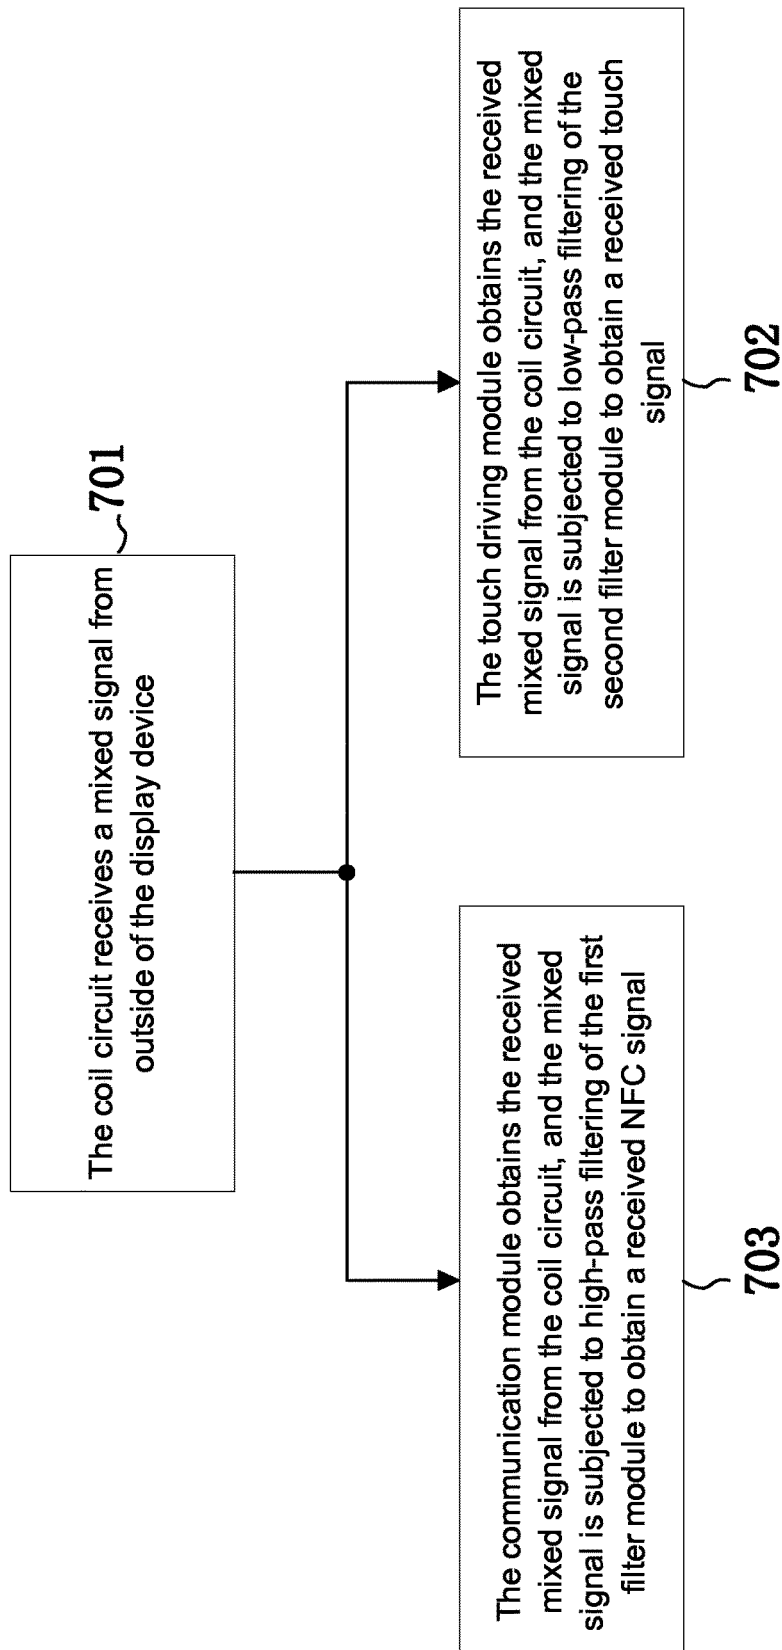 The coil circuit receives a mixed signal from
outside of the display device
701
The communication module obtains the received
mixed signal from the coil circuit, and the mixed
signal is subjected to high-pass filtering of the first
filter module to obtain a received NFC signal
703
The touch driving module obtains the received
mixed signal from the coil circuit, and the mixed
signal is subjected to low-pass filtering of the
second filter module to obtain a received touch
signal
702